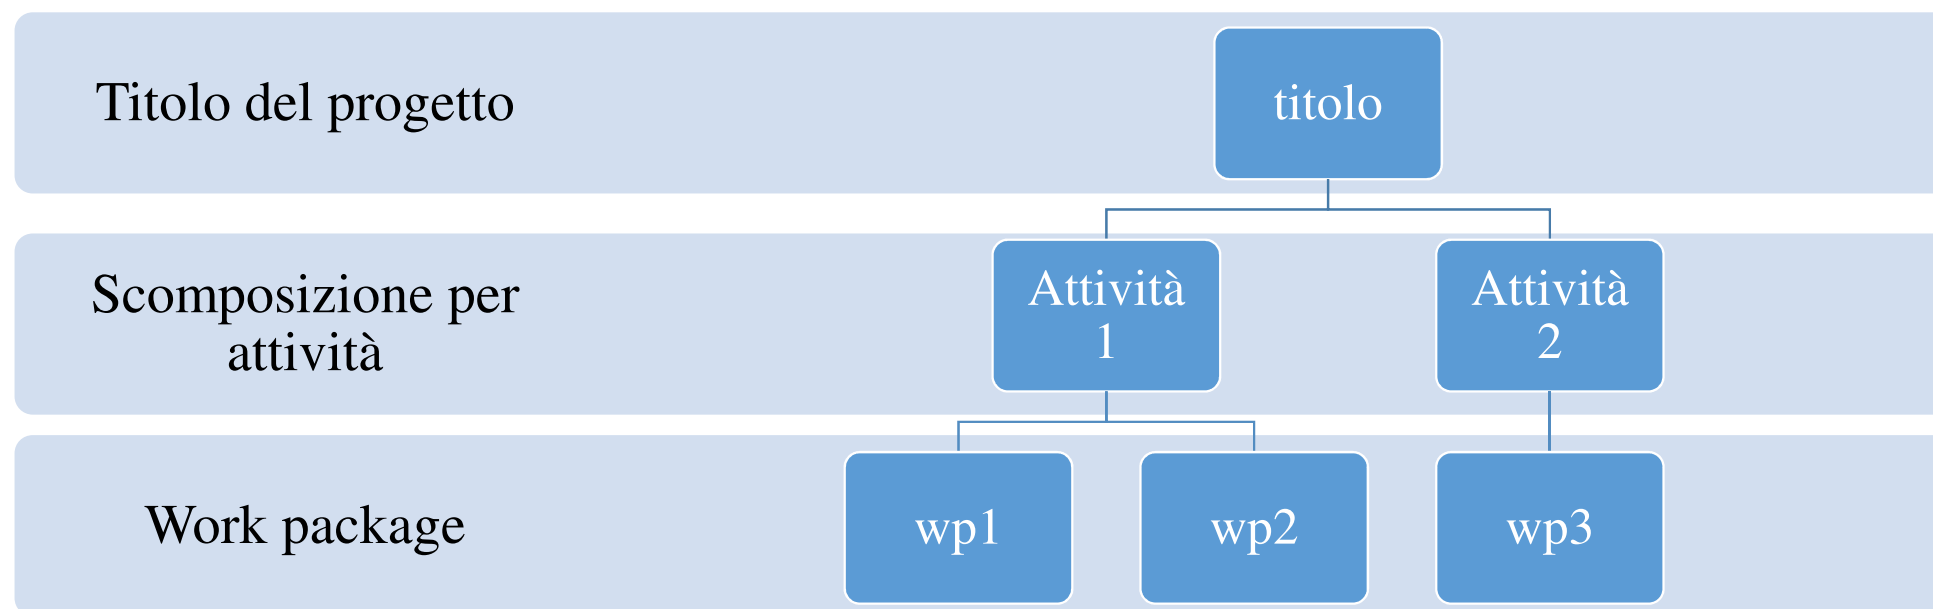 Titolo del progetto
titolo
Scomposizione per
attività
Attività
1
Attività
2
Work package
wp1
wp2
wp3